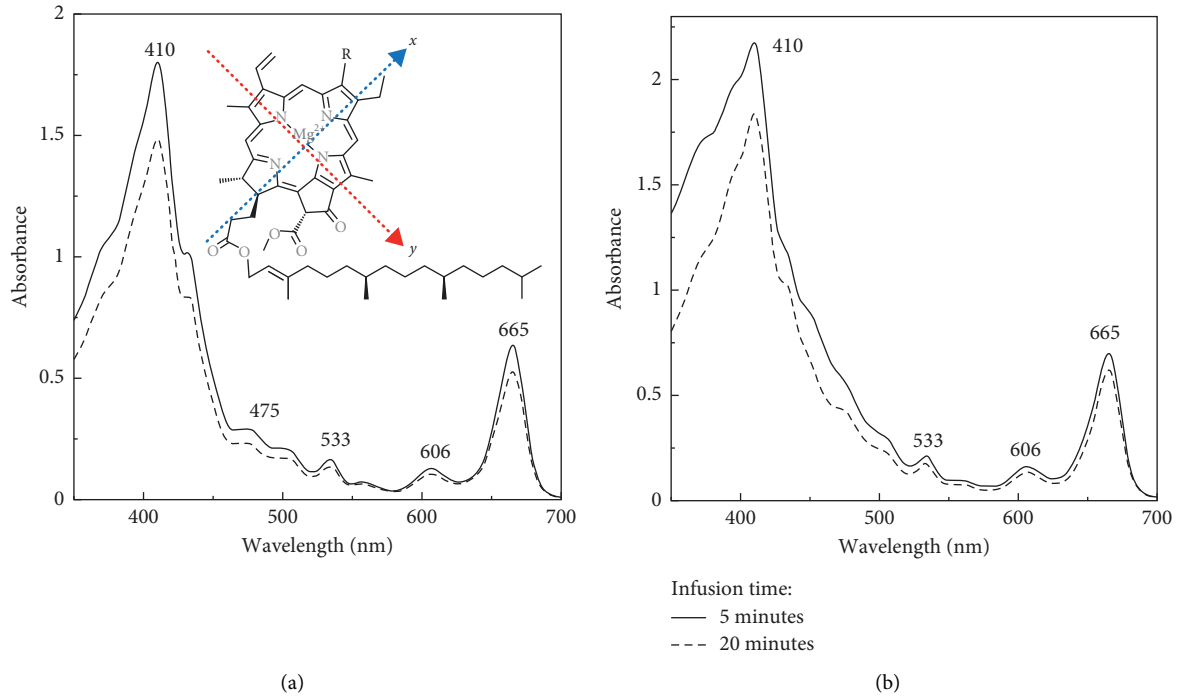 2
1.5
1
0.5
0
Absorbance
410
475
533
606
665
R
x
y
N
N
N
N
Mg2+
O
O
O
O
O
400
500
600
700
Wavelength (nm)
(a)
2
1.5
1
0.5
0
Absorbance
410
533
606
665
400
500
600
700
Wavelength (nm)
Infusion time:
5 minutes
20 minutes
(b)